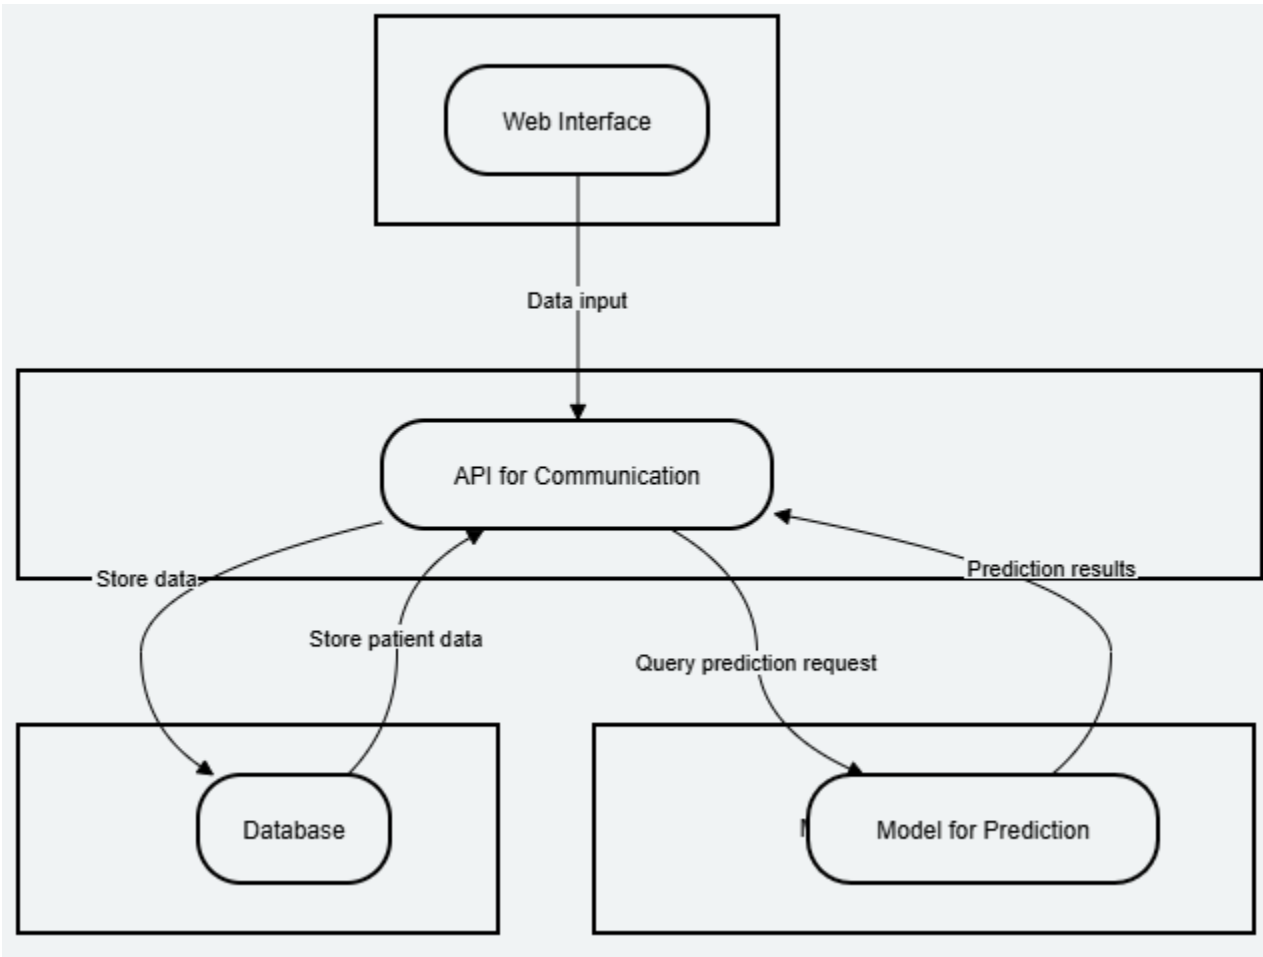 Web Interface
Data input
API for Communication
Store data
Prediction results
Store patient data
Query prediction request
Database
Model for Prediction